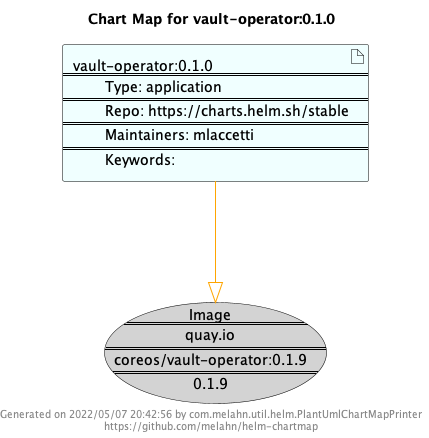 Chart Map for vault-operator:0.1.0
vault-operator:0.1.0
Type: application
Repo: https://charts.helm.sh/stable
Maintainers: mlaccetti
Keywords:
Image
quay.io
coreos/vault-operator:0.1.9
0.1.9
Generated on 2022/05/07 20:42:56 by com.melahn.util.helm.PlantUmlChartMapPrinter
https://github.com/melahn/helm-chartmap